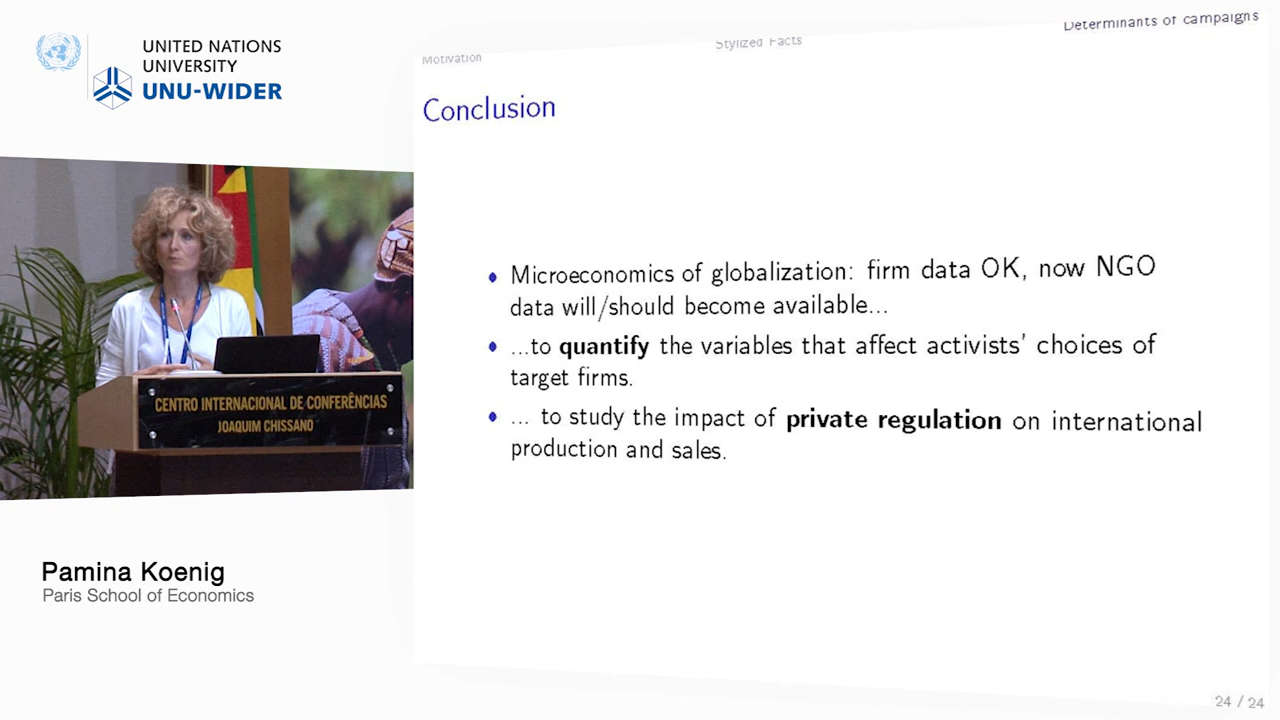 UNITED NATIONS
UNIVERSITY
UNU-WIDER
Motivation
Stylized Facts
Determinants of campaigns
Conclusion
• Microeconomics of globalization: firm data OK, now NGO
data will/should become available...
• ...to quantify the variables that affect activists' choices of
target firms.
• ... to study the impact of private regulation on international
production and sales.
CENTRO INTERNACIONAL DE CONFERÊNCIAS
JOAQUIM CHISSANO
Pamina Koenig
Paris School of Economics
24 / 24